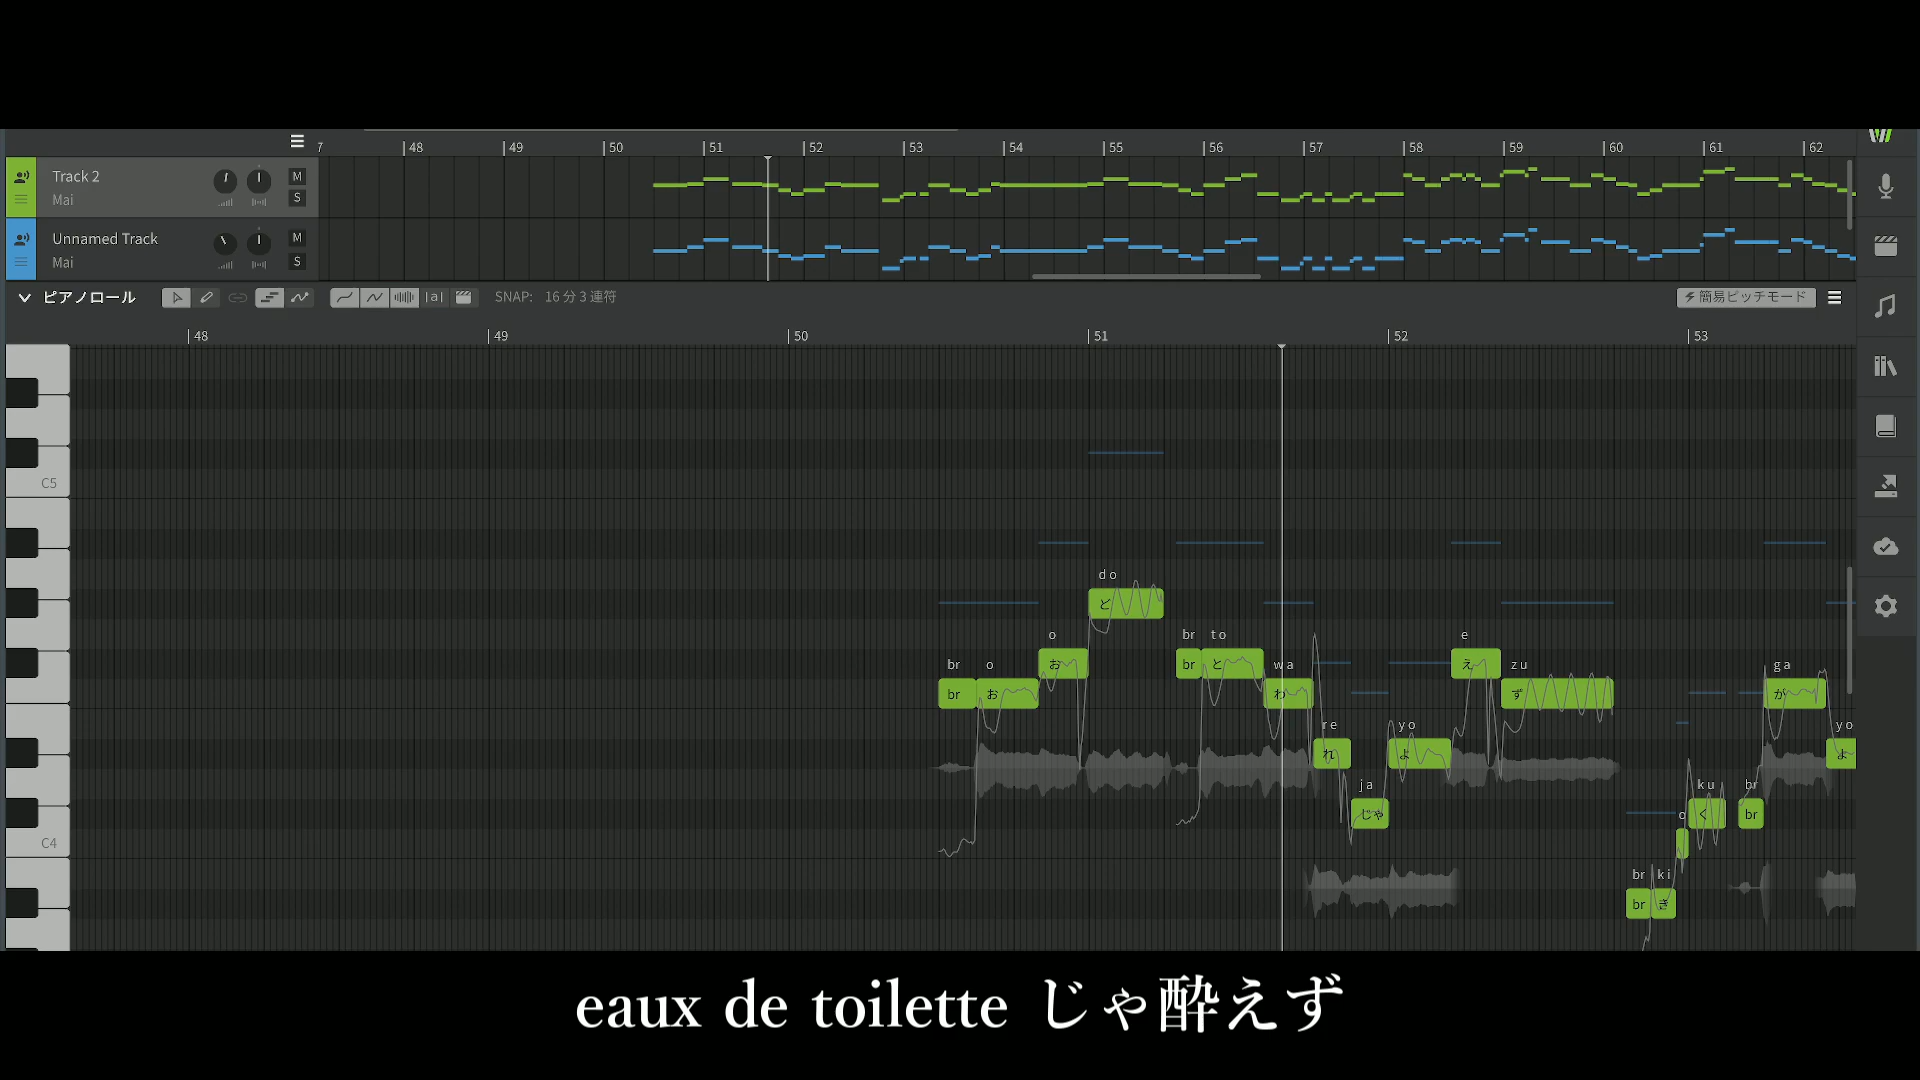 7 48 49 50 51 52 53 54 55 56 57 58 59 60 61 62
Track 2 M
Mai S
Unnamed Track M
Mai S
ピアノロール |a| SNAP: 16 分 3 連符 簡易ピッチモード
48 49 50 51 52 53
C5
do
ど
br o o br to wa e zu ga
br お お br と わ え ず が
re yo yo
れ よ よ
ja ku br
じゃ く br
o
C4
br ki
br き
eaux de toilette じゃ酔えず